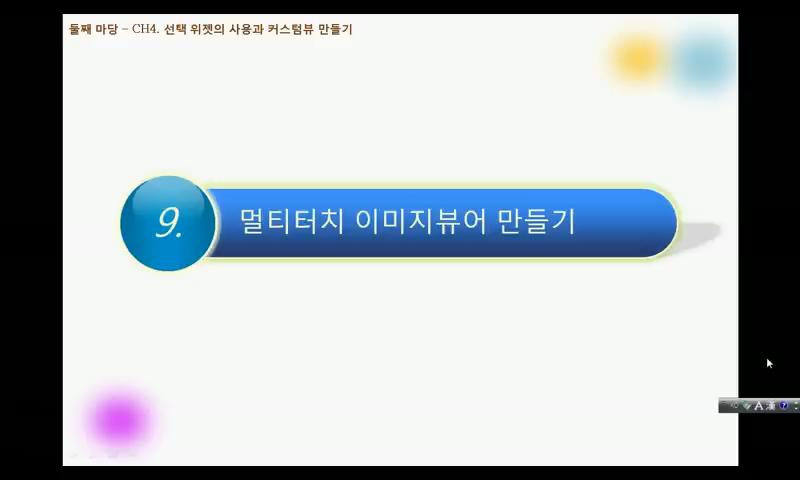 둘째 마당 – CH4. 선택 위젯의 사용과 커스텀뷰 만들기
9.
멀티터치 이미지뷰어 만들기
A 漢 ?